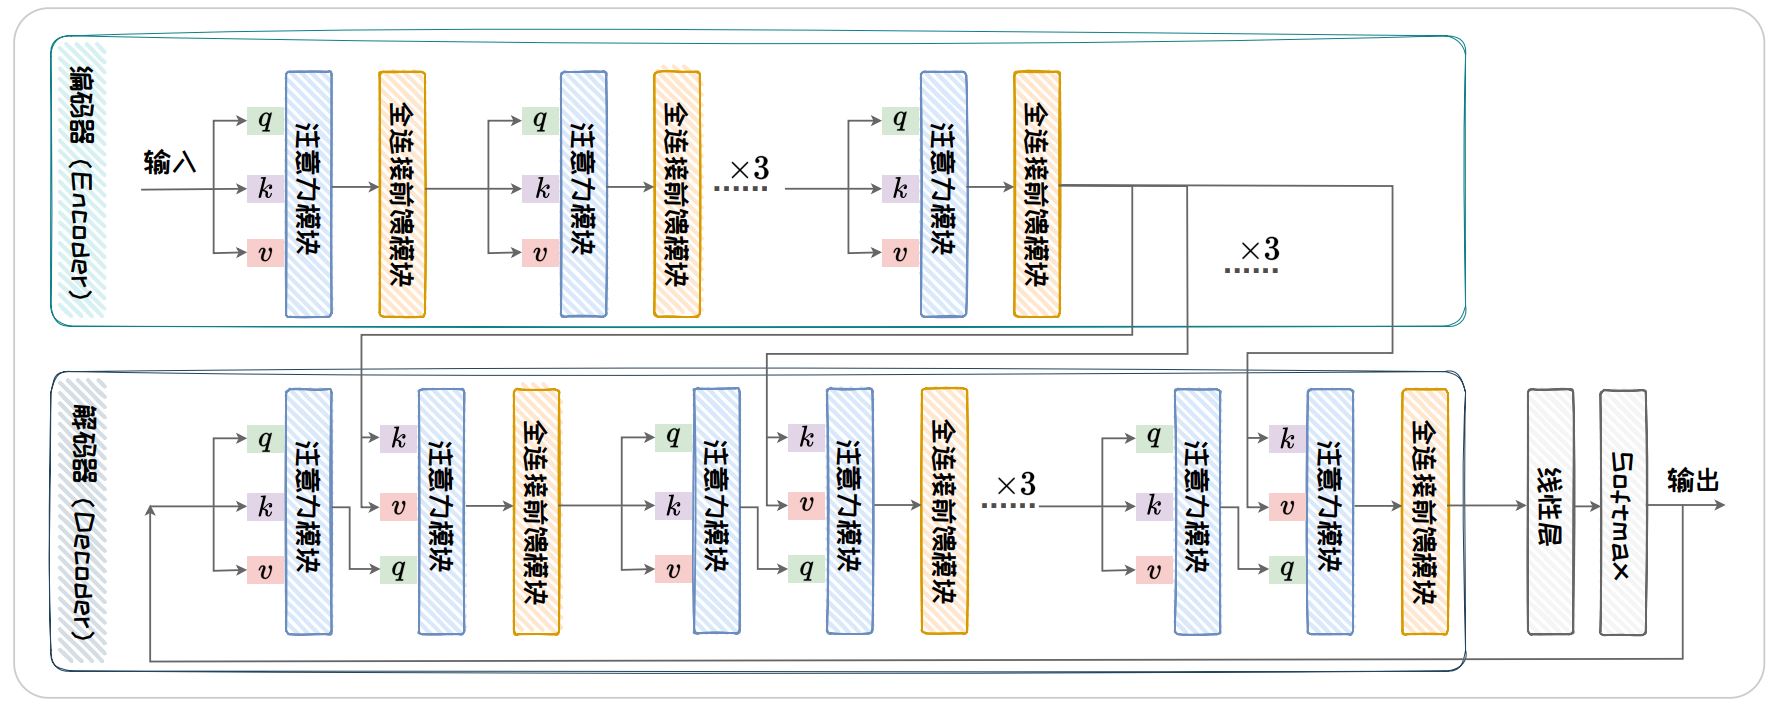 编码器（Encoder）
输入
q
k
v
注意力模块
全连接前馈模块
q
k
v
注意力模块
全连接前馈模块
×3
......
q
k
v
注意力模块
全连接前馈模块
×3
......
解码器（Decoder）
q
k
v
注意力模块
k
v
q
注意力模块
全连接前馈模块
q
k
v
注意力模块
k
v
q
注意力模块
全连接前馈模块
×3
......
q
k
v
注意力模块
k
v
q
注意力模块
全连接前馈模块
线性层
Softmax
输出